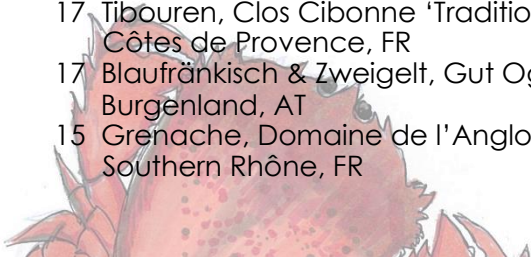 17 Tibouren, Clos Cibonne ‘Traditio
Côtes de Provence, FR
17 Blaufränkisch & Zweigelt, Gut Og
Burgenland, AT
15 Grenache, Domaine de l’Anglo
Southern Rhône, FR